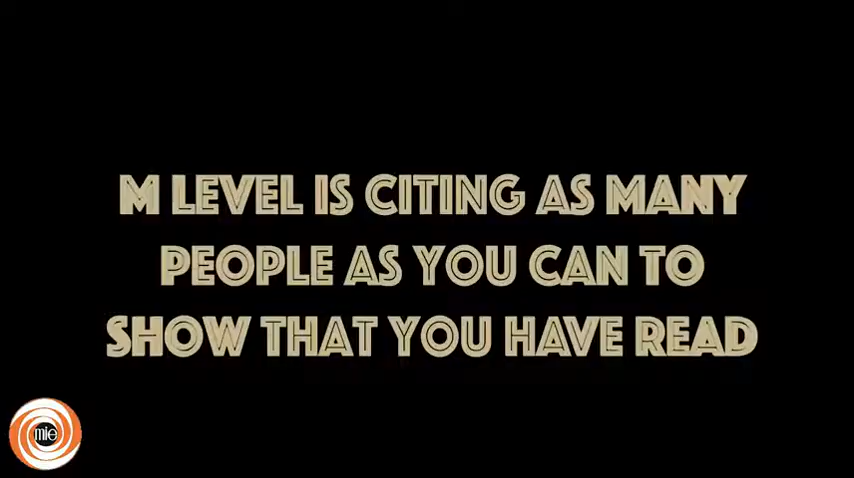 M LEVEL IS CITING AS MANY
PEOPLE AS YOU CAN TO
SHOW THAT YOU HAVE READ
mie